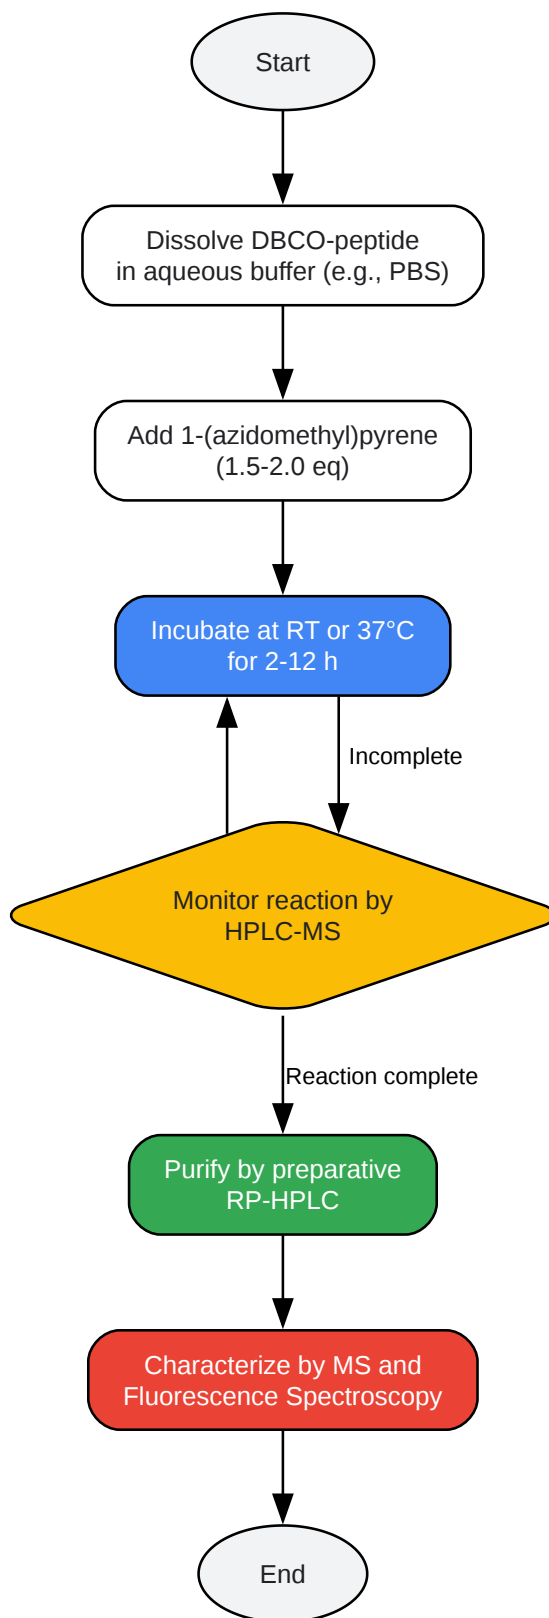 Start
Dissolve DBCO-peptide
in aqueous buffer (e.g., PBS)
Add 1-(azidomethyl)pyrene
(1.5-2.0 eq)
Incubate at RT or 37°C
for 2-12 h
Incomplete
Monitor reaction by
HPLC-MS
Reaction complete
Purify by preparative
RP-HPLC
Characterize by MS and
Fluorescence Spectroscopy
End